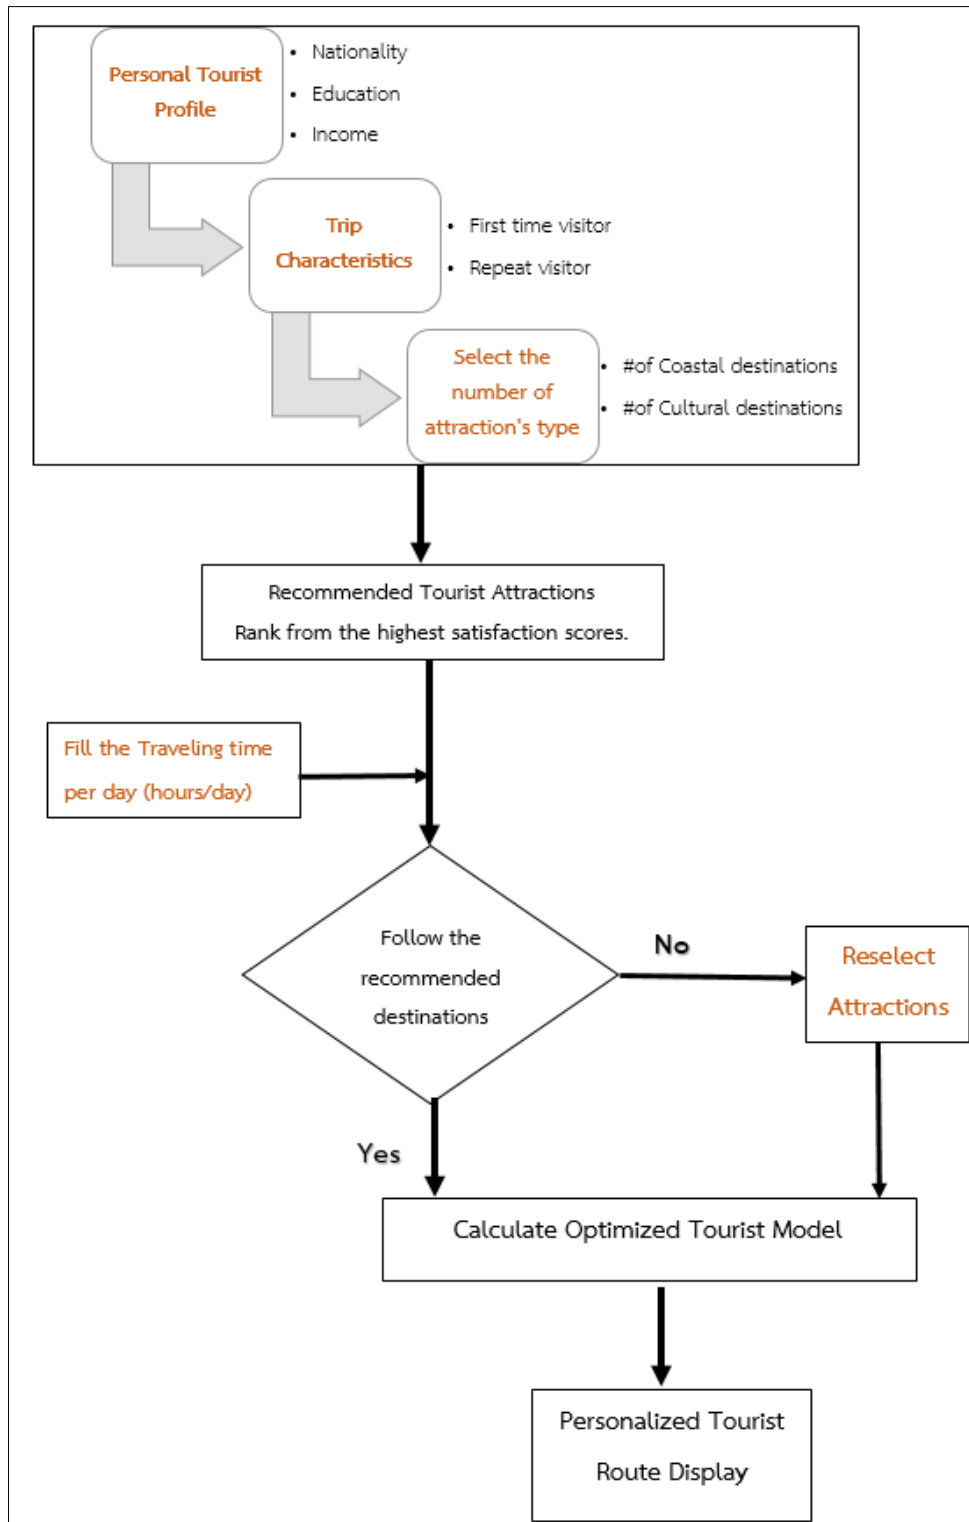 Personal Tourist
Profile
• Nationality
• Education
• Income
Trip
Characteristics
• First time visitor
• Repeat visitor
Select the
number of
attraction's type
• #of Coastal destinations
• #of Cultural destinations
Recommended Tourist Attractions
Rank from the highest satisfaction scores.
Fill the Traveling time
per day (hours/day)
Follow the
recommended
destinations
No
Reselect
Attractions
Yes
Calculate Optimized Tourist Model
Personalized Tourist
Route Display